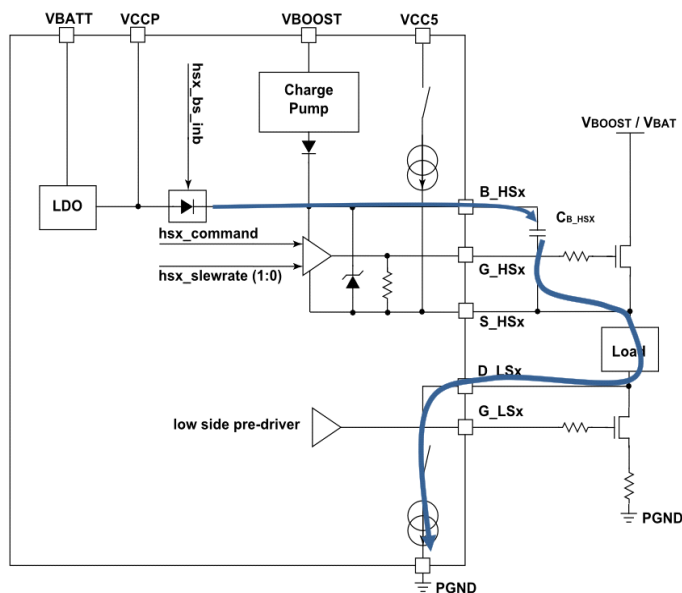 VBATT
VCCP
VBOOST
VCC5
hsx_bs_inb
Charge
Pump
VBOOST / VBAT
LDO
B_HSx
CB_HSX
hsx_command
G_HSx
hsx_slewrate (1:0)
S_HSx
Load
D_LSx
G_LSx
low side pre-driver
PGND
PGND